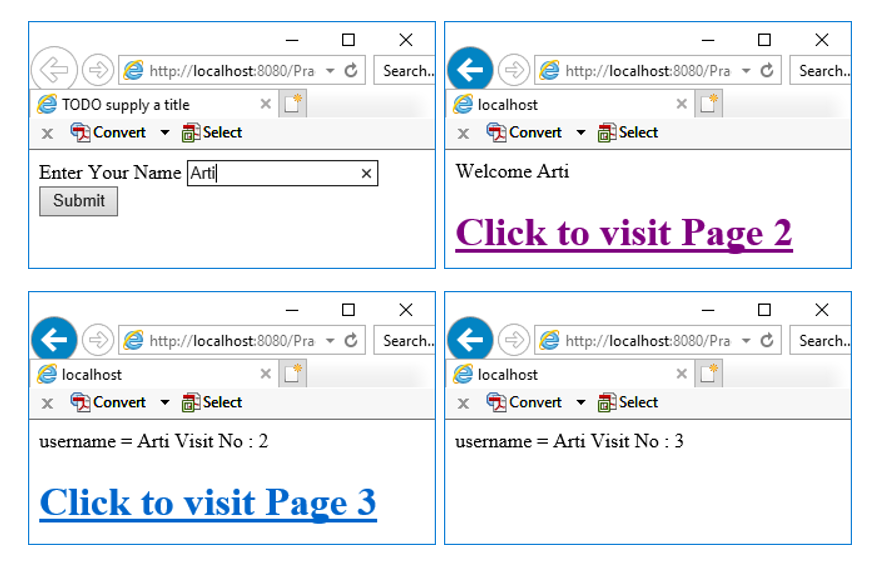 http://localhost:8080/Pra
Search..
TODO supply a title
x Convert Select
Enter Your Name Arti
Submit
http://localhost:8080/Pra
Search..
localhost
x Convert Select
Welcome Arti
Click to visit Page 2
http://localhost:8080/Pra
Search..
localhost
x Convert Select
username = Arti Visit No : 2
Click to visit Page 3
http://localhost:8080/Pra
Search..
localhost
x Convert Select
username = Arti Visit No : 3